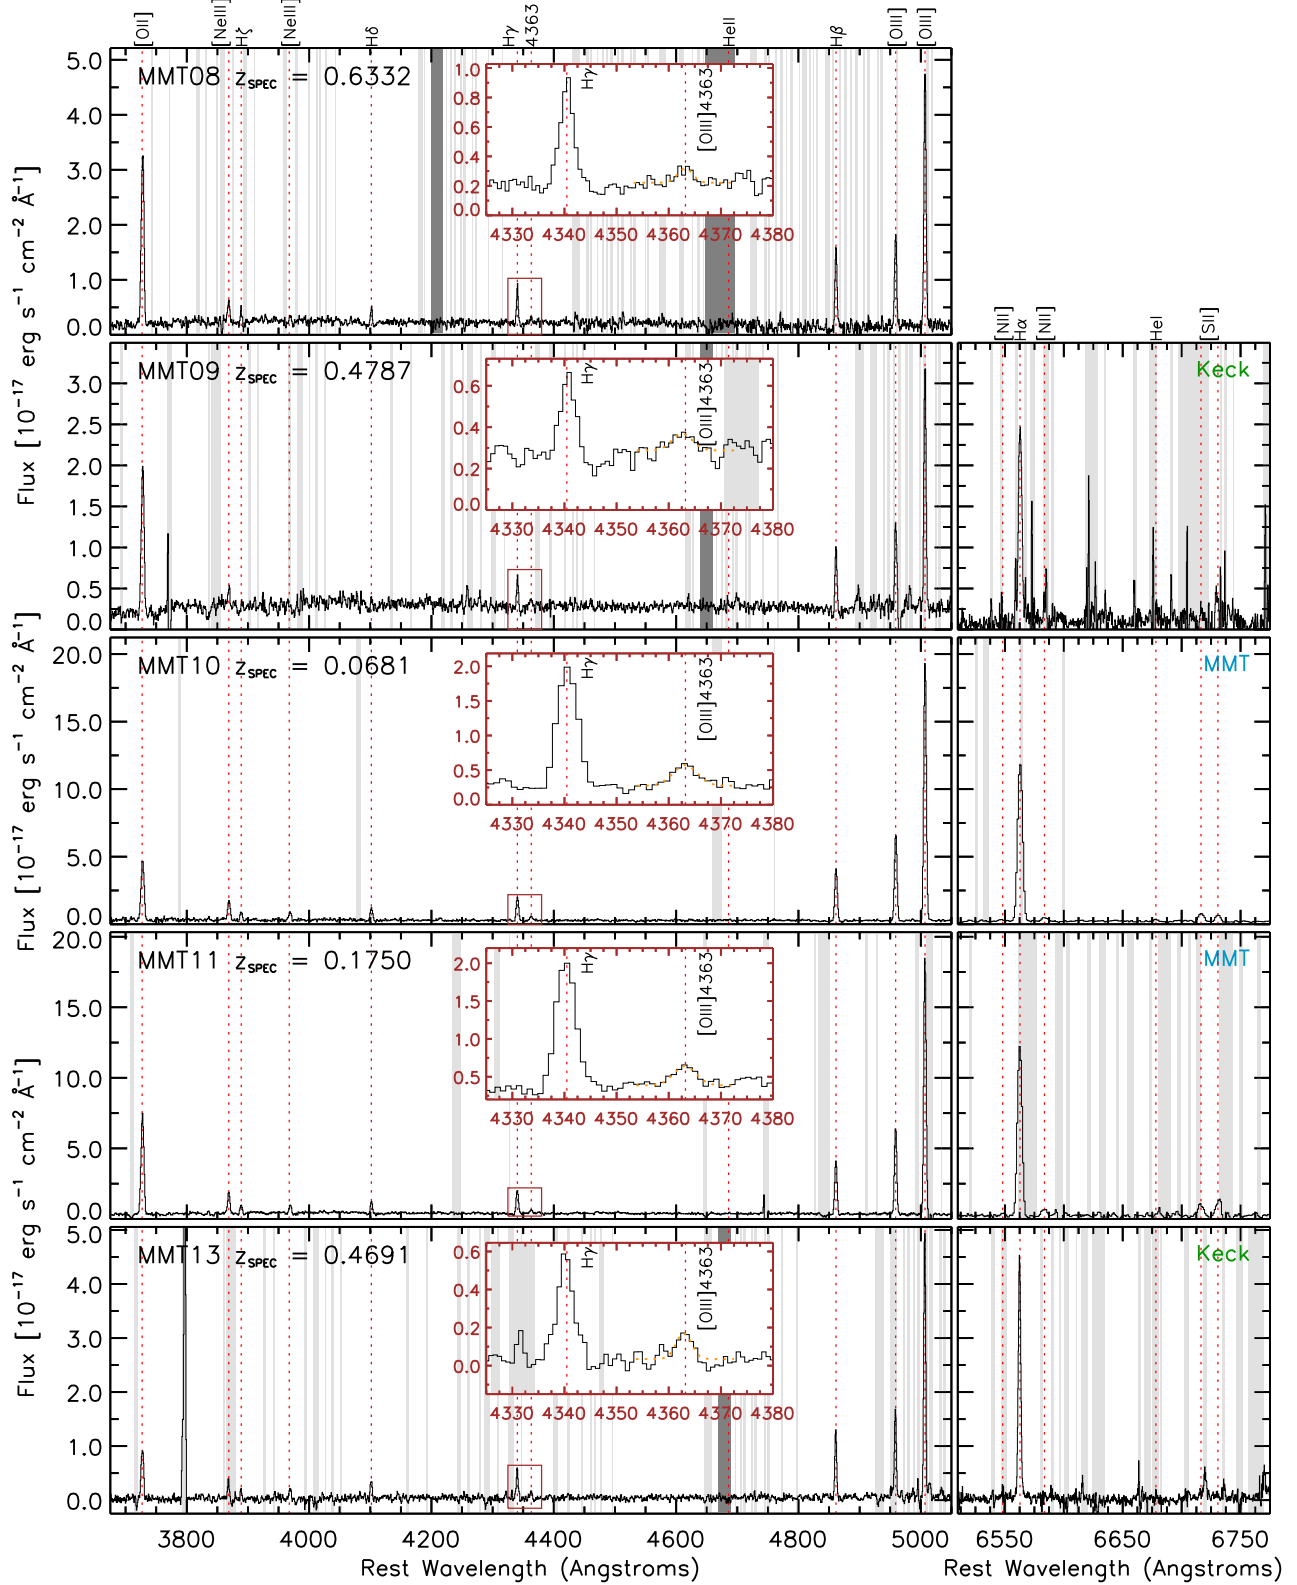 [OII] [NeIII] Hζ [NeIII] Hδ Hγ 4363 HeII Hβ [OIII] [OIII]
MMT08 zSPEC = 0.6332
5.0 4.0 3.0 2.0 1.0 0.0
1.0 0.8 0.6 0.4 0.2 0.0
Hγ [OIII]4363
4330 4340 4350 4360 4370 4380
Flux [10⁻¹⁷ erg s⁻¹ cm⁻² Å⁻¹]
[NII] Hα [NII] HeI [SII]
MMT09 zSPEC = 0.4787
3.0 2.5 2.0 1.5 1.0 0.5 0.0
0.6 0.4 0.2 0.0
Hγ [OIII]4363
4330 4340 4350 4360 4370 4380
Keck
MMT10 zSPEC = 0.0681
20.0 15.0 10.0 5.0 0.0
2.0 1.5 1.0 0.5 0.0
Hγ [OIII]4363
4330 4340 4350 4360 4370 4380
MMT
Flux [10⁻¹⁷ erg s⁻¹ cm⁻² Å⁻¹]
MMT11 zSPEC = 0.1750
20.0 15.0 10.0 5.0 0.0
2.0 1.5 1.0 0.5
Hγ [OIII]4363
4330 4340 4350 4360 4370 4380
MMT
Flux [10⁻¹⁷ erg s⁻¹ cm⁻² Å⁻¹]
MMT13 zSPEC = 0.4691
5.0 4.0 3.0 2.0 1.0 0.0
0.6 0.4 0.2 0.0
Hγ [OIII]4363
4330 4340 4350 4360 4370 4380
Keck
3800 4000 4200 4400 4600 4800 5000
6550 6650 6750
Rest Wavelength (Angstroms)
Rest Wavelength (Angstroms)